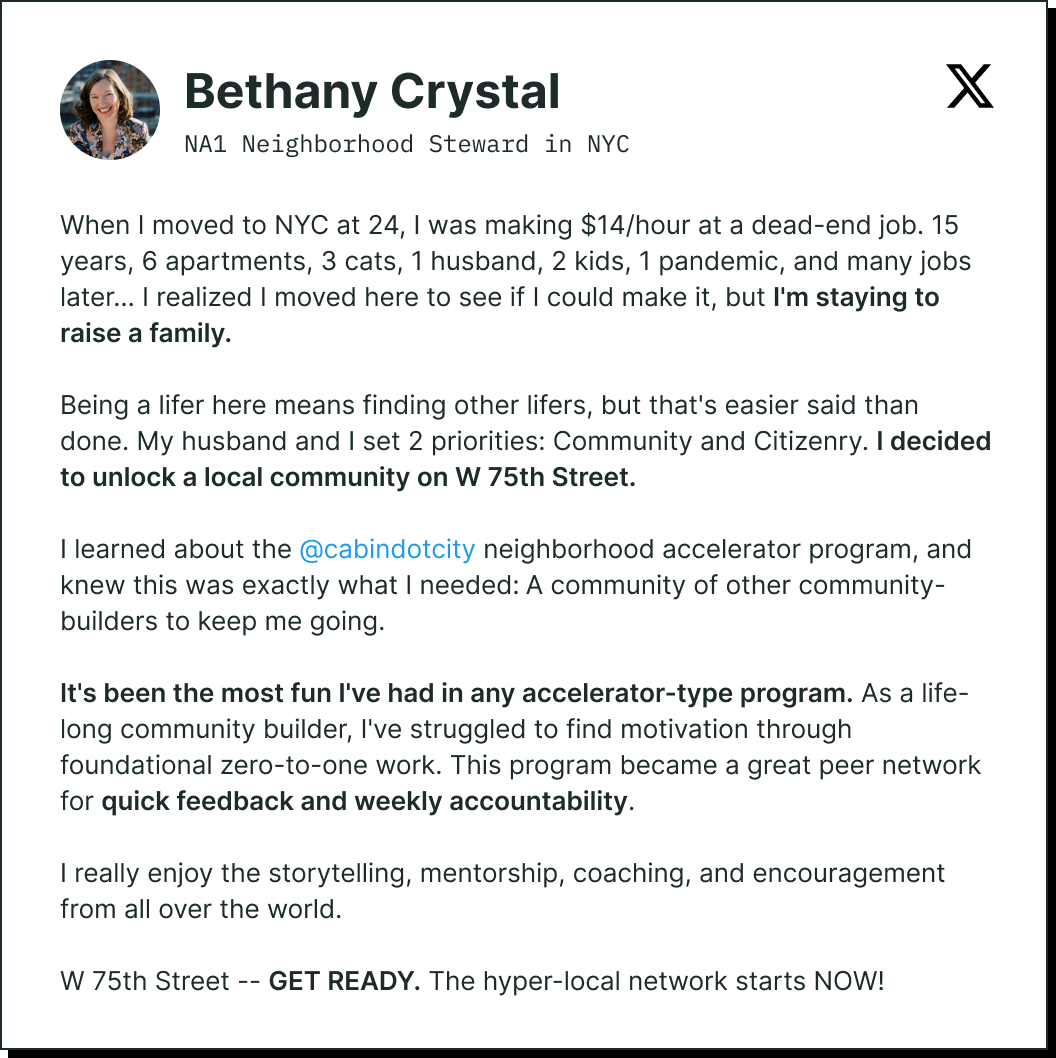 Bethany Crystal
NA1 Neighborhood Steward in NYC
When I moved to NYC at 24, I was making $14/hour at a dead-end job. 15
years, 6 apartments, 3 cats, 1 husband, 2 kids, 1 pandemic, and many jobs
later... I realized I moved here to see if I could make it, but I'm staying to
raise a family.
Being a lifer here means finding other lifers, but that's easier said than
done. My husband and I set 2 priorities: Community and Citizenry. I decided
to unlock a local community on W 75th Street.
I learned about the @cabindotcity neighborhood accelerator program, and
knew this was exactly what I needed: A community of other community-
builders to keep me going.
It's been the most fun I've had in any accelerator-type program. As a life-
long community builder, I've struggled to find motivation through
foundational zero-to-one work. This program became a great peer network
for quick feedback and weekly accountability.
I really enjoy the storytelling, mentorship, coaching, and encouragement
from all over the world.
W 75th Street -- GET READY. The hyper-local network starts NOW!